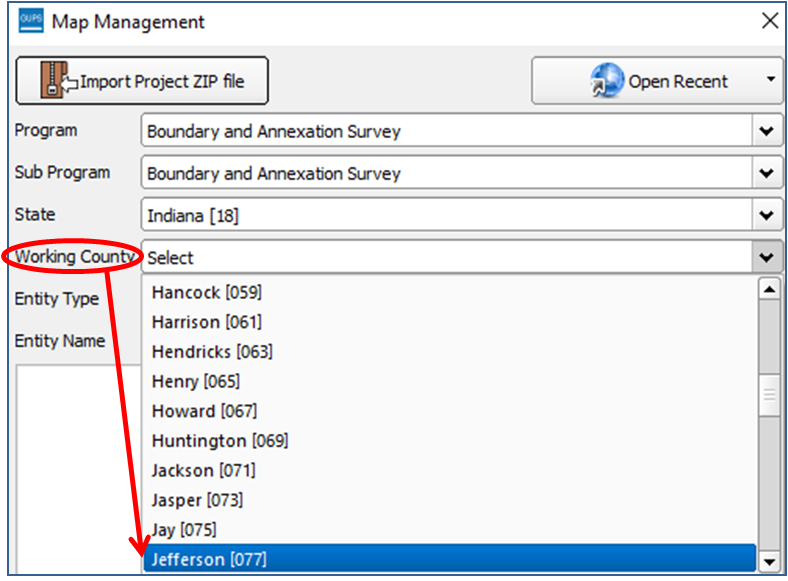 GUPS Map Management
Import Project ZIP file
Open Recent
Program Boundary and Annexation Survey
Sub Program Boundary and Annexation Survey
State Indiana [18]
Working County Select
Hancock [059]
Entity Type
Harrison [061]
Entity Name
Hendricks [063]
Henry [065]
Howard [067]
Huntington [069]
Jackson [071]
Jasper [073]
Jay [075]
Jefferson [077]